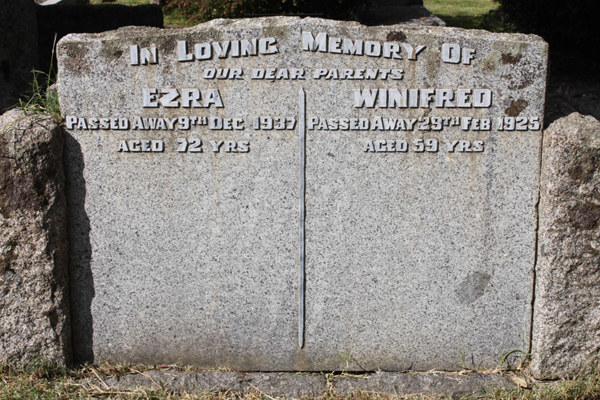 In Loving Memory Of
OUR DEAR PARENTS
EZRA
PASSED AWAY 9TH DEC 1937
AGED 72 YRS
WINIFRED
PASSED AWAY 29TH FEB 1925
AGED 59 YRS